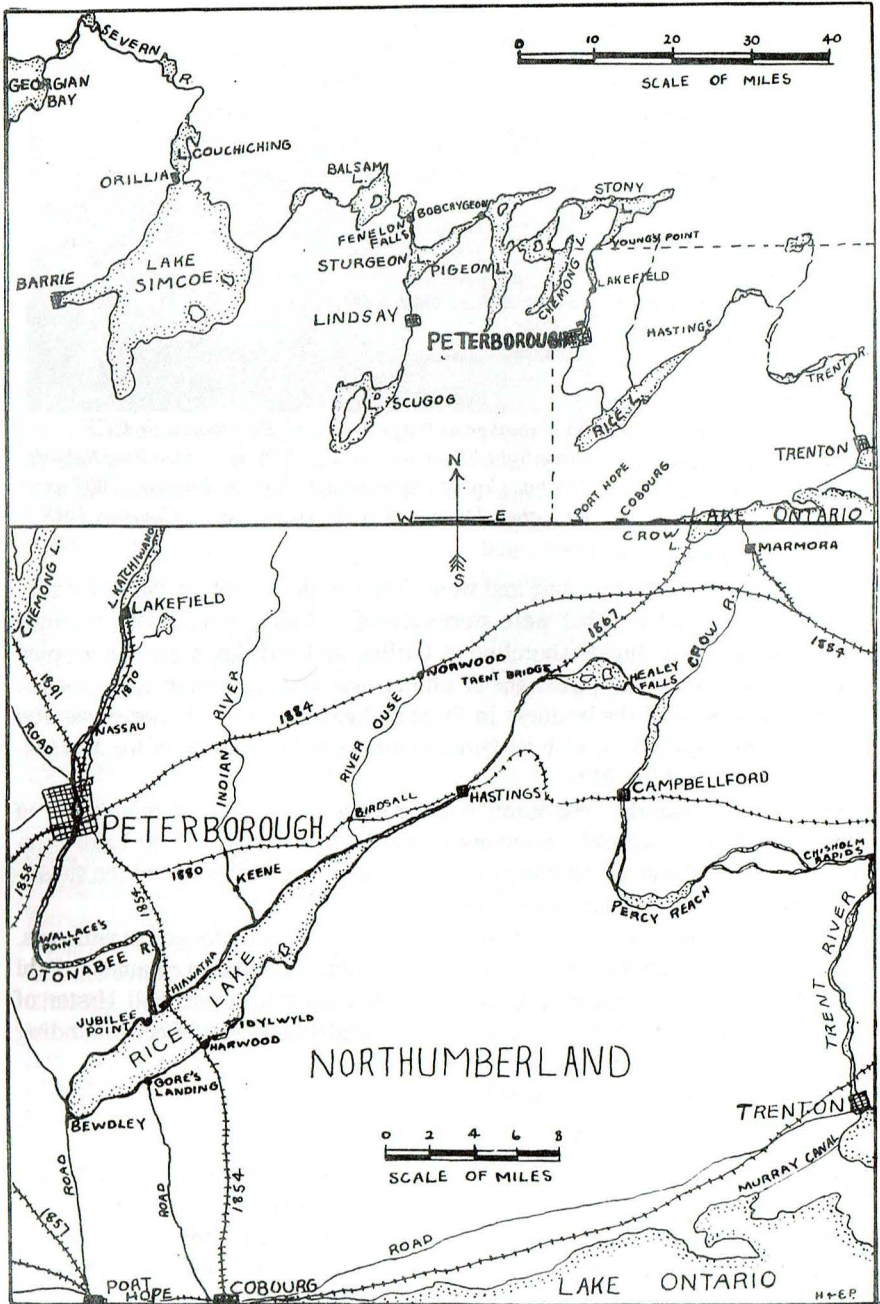 SEVERN
R.
GEORGIAN
BAY
0 10 20 30 40
SCALE OF MILES
L. COUCHICHING
ORILLIA
BALSAM
L.
BOBCAYGEON
FENELON
FALLS
STONY
L.
YOUNG'S POINT
STURGEON L.
PIGEON L.
CHEMONG
LAKEFIELD
LAKE
SIMCOE
BARRIE
LINDSAY
PETERBOROUGH
HASTINGS
TRENT R.
L. SCUGOG
RICE L.
TRENTON
N
W E
S
PORT HOPE
COBOURG
LAKE ONTARIO
CROW
L.
MARMORA
CHEMONG L.
L. KATCHIWANO
LAKEFIELD
1867
CROW R.
1884
NORWOOD
TRENT BRIDGE
HEALEY
FALLS
1891
1870
ROAD
NASSAU
1884
INDIAN RIVER
RIVER OUSE
BIRDSALL
HASTINGS
CAMPBELLFORD
PETERBOROUGH
1858
1880
KEENE
1854
CHISHOLM
RAPIDS
PERCY REACH
WALLACE'S
POINT
OTONABEE R.
HIAWATHA
JUBILEE
POINT
RICE LAKE
IDYLWYLD
HARWOOD
GORE'S
LANDING
BEWDLEY
NORTHUMBERLAND
TRENT RIVER
TRENTON
0 2 4 6 8
SCALE OF MILES
MURRAY CANAL
ROAD
ROAD
1854
1857
ROAD
PORT
HOPE
COBOURG
LAKE ONTARIO